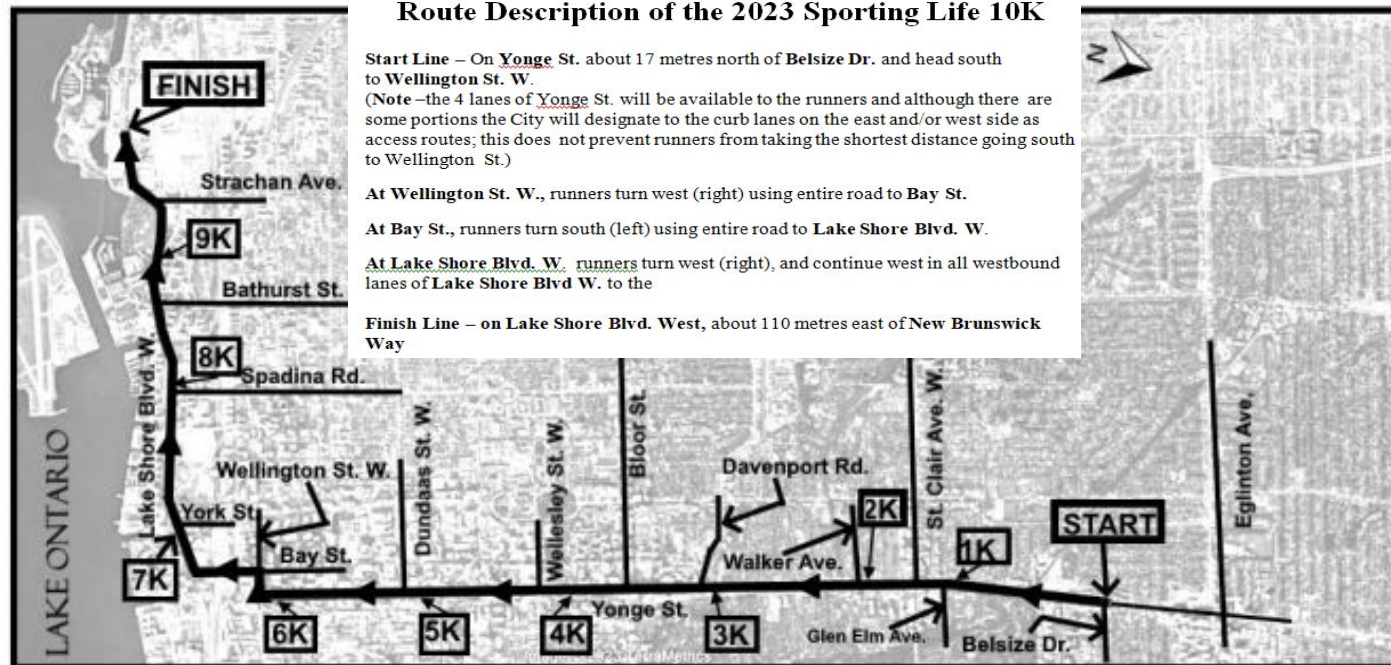 Route Description of the 2023 Sporting Life 10K
Start Line – On Yonge St. about 17 metres north of Belsize Dr. and head south
to Wellington St. W.
(Note –the 4 lanes of Yonge St. will be available to the runners and although there are
some portions the City will designate to the curb lanes on the east and/or west side as
access routes; this does not prevent runners from taking the shortest distance going south
to Wellington St.)
At Wellington St. W., runners turn west (right) using entire road to Bay St.
At Bay St., runners turn south (left) using entire road to Lake Shore Blvd. W.
At Lake Shore Blvd. W. runners turn west (right), and continue west in all westbound
lanes of Lake Shore Blvd W. to the
Finish Line – on Lake Shore Blvd. West, about 110 metres east of New Brunswick
Way
N
FINISH
Strachan Ave.
9K
Bathurst St.
8K
Spadina Rd.
Lake Shore Blvd. W.
LAKE ONTARIO
Wellington St. W.
York St.
Bay St.
7K
6K
Dundaas St. W.
5K
Wellesley St. W.
4K
Yonge St.
Bloor St.
Davenport Rd.
3K
Walker Ave.
2K
St. Clair Ave. W.
1K
Glen Elm Ave.
START
Belsize Dr.
Eglinton Ave,